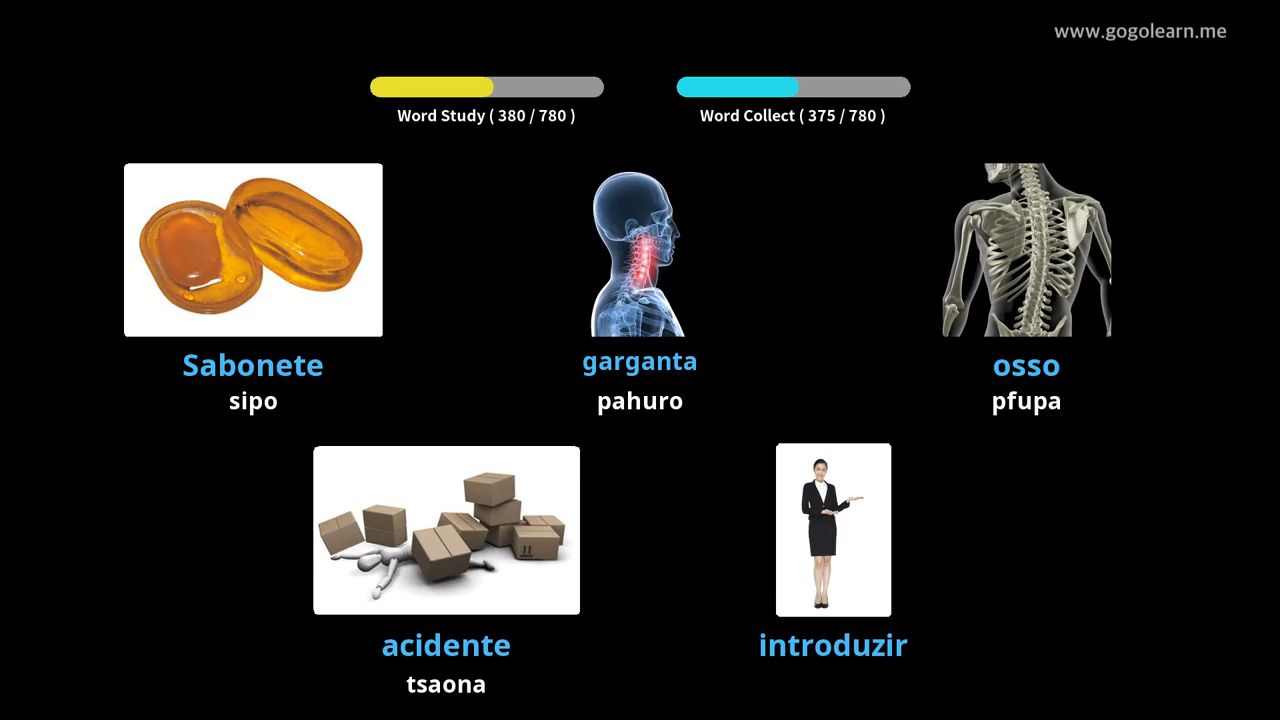 www.gogolearn.me
Word Study ( 380 / 780 )
Word Collect ( 375 / 780 )
Sabonete
sipo
garganta
pahuro
osso
pfupa
acidente
tsaona
introduzir